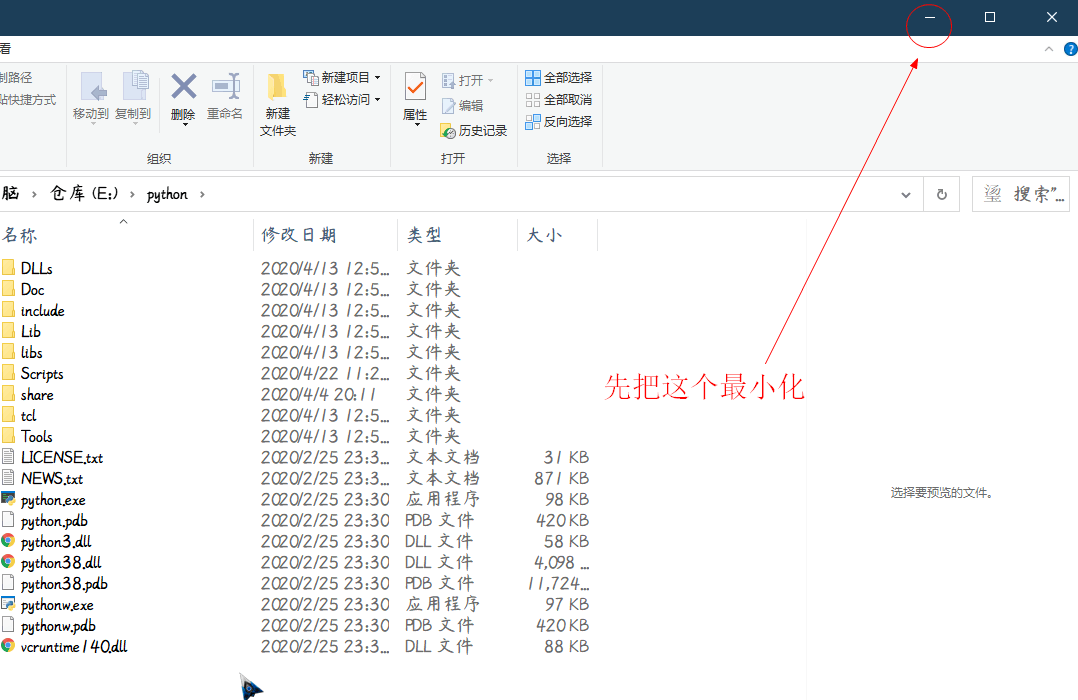 看
制路径
贴快捷方式
移动到 复制到 删除 重命名
组织
新建
文件夹
新建项目
轻松访问
新建
属性
打开
编辑
历史记录
打开
全部选择
全部取消
反向选择
选择
脑 › 仓库 (E:) › python ›
搜索"...
名称 修改日期 类型 大小
DLLs 2020/4/13 12:5... 文件夹
Doc 2020/4/13 12:5... 文件夹
include 2020/4/13 12:5... 文件夹
Lib 2020/4/13 12:5... 文件夹
libs 2020/4/13 12:5... 文件夹
Scripts 2020/4/22 11:2... 文件夹
share 2020/4/4 20:11 文件夹
tcl 2020/4/13 12:5... 文件夹
Tools 2020/4/13 12:5... 文件夹
LICENSE.txt 2020/2/25 23:3... 文本文档 31 KB
NEWS.txt 2020/2/25 23:3... 文本文档 871 KB
python.exe 2020/2/25 23:30 应用程序 98 KB
python.pdb 2020/2/25 23:30 PDB 文件 420 KB
python3.dll 2020/2/25 23:30 DLL 文件 58 KB
python38.dll 2020/2/25 23:30 DLL 文件 4,098 ...
python38.pdb 2020/2/25 23:30 PDB 文件 11,724...
pythonw.exe 2020/2/25 23:30 应用程序 97 KB
pythonw.pdb 2020/2/25 23:30 PDB 文件 420 KB
vcruntime140.dll 2020/2/25 23:3... DLL 文件 88 KB
先把这个最小化
选择要预览的文件。